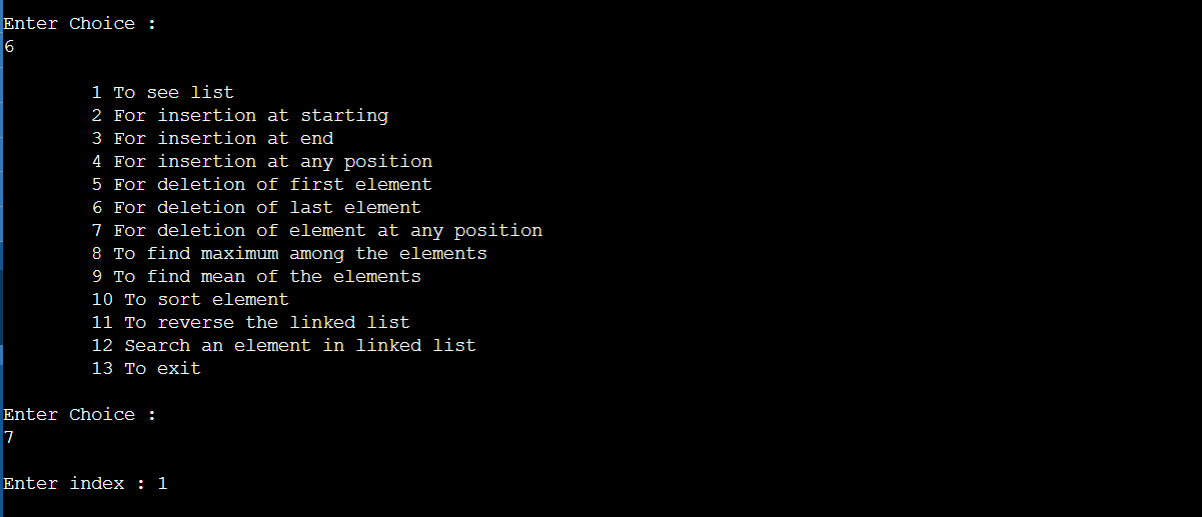 Enter Choice :
6
1 To see list
2 For insertion at starting
3 For insertion at end
4 For insertion at any position
5 For deletion of first element
6 For deletion of last element
7 For deletion of element at any position
8 To find maximum among the elements
9 To find mean of the elements
10 To sort element
11 To reverse the linked list
12 Search an element in linked list
13 To exit
Enter Choice :
7
Enter index : 1